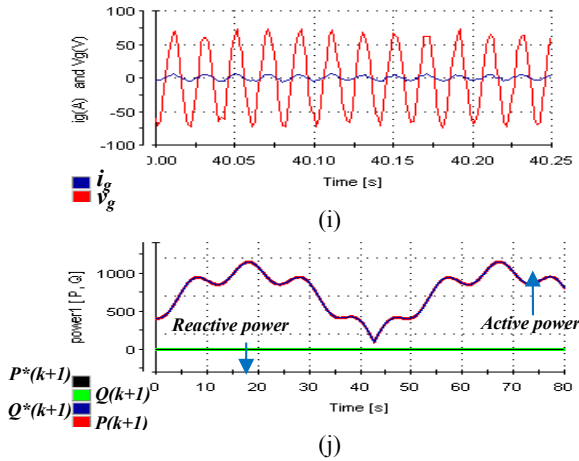 100
50
0
-50
-100
ig(A) and Vg(V)
0.00 40.05 40.10 40.15 40.20 40.25
Time [s]
i_g
v_g
(i)
1000
500
0
power1 [ P, Q ]
Reactive power
Active power
0 10 20 30 40 50 60 70 80
Time [s]
P*(k+1)
Q(k+1)
Q*(k+1)
P(k+1)
(j)